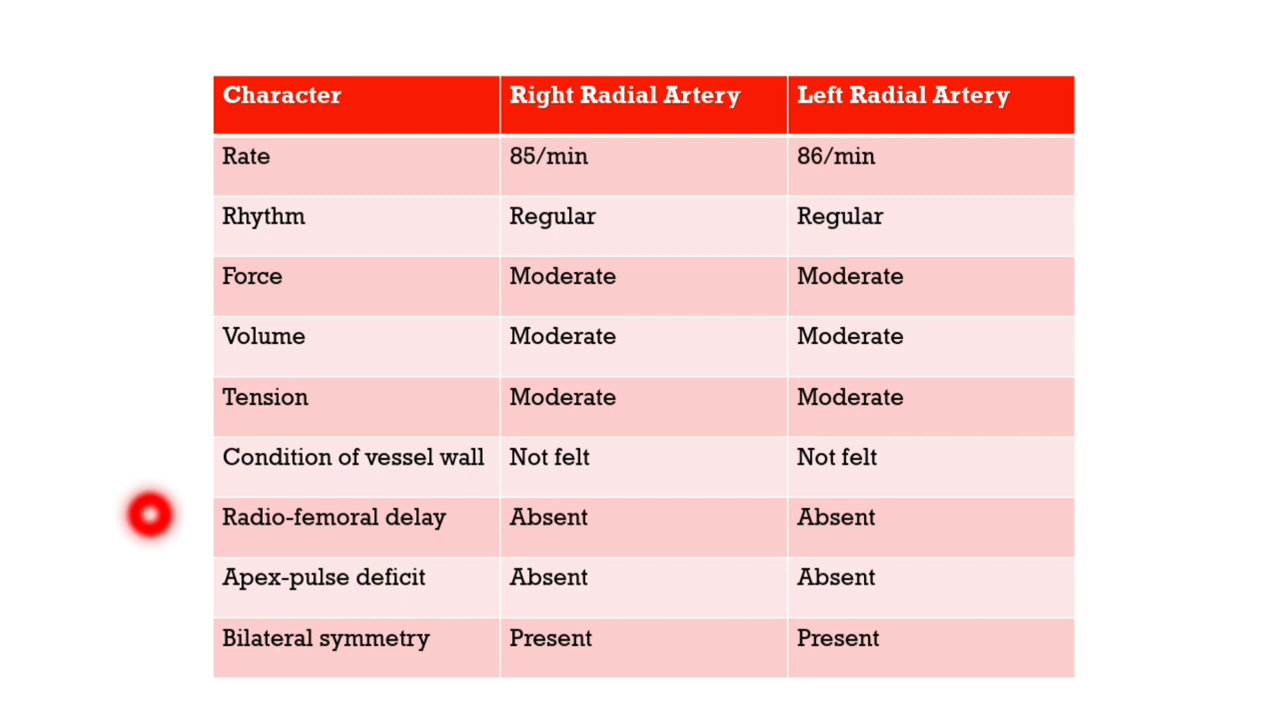 Character Right Radial Artery Left Radial Artery
Rate 85/min 86/min
Rhythm Regular Regular
Force Moderate Moderate
Volume Moderate Moderate
Tension Moderate Moderate
Condition of vessel wall Not felt Not felt
Radio-femoral delay Absent Absent
Apex-pulse deficit Absent Absent
Bilateral symmetry Present Present